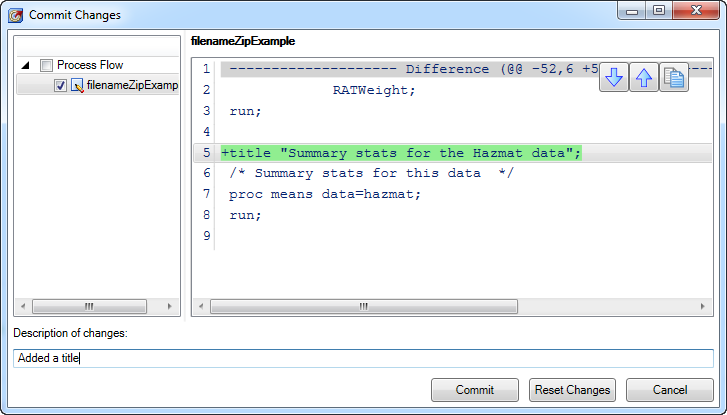 Commit Changes
Process Flow
filenameZipExamp
filenameZipExample
1 -------------------- Difference (@@ -52,6 +5
2 RATWeight;
3 run;
4
5 +title "Summary stats for the Hazmat data";
6 /* Summary stats for this data */
7 proc means data=hazmat;
8 run;
9
Description of changes:
Added a title
Commit Reset Changes Cancel